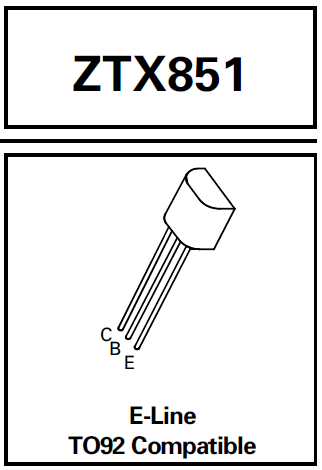 ZTX851
C
B
E
E-Line
TO92 Compatible